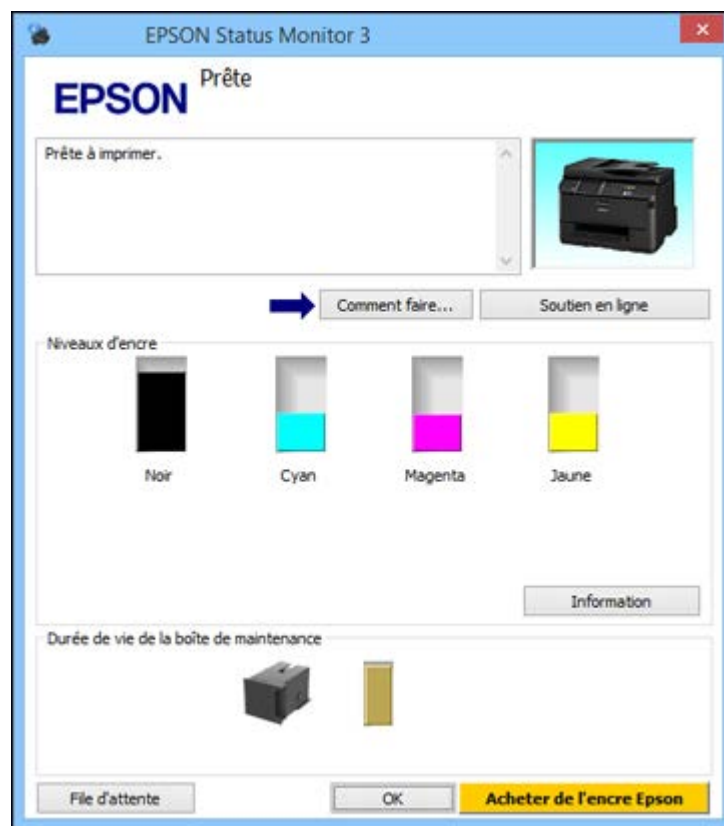 EPSON Status Monitor 3
Prête
EPSON
Prête à imprimer.
Comment faire... Soutien en ligne
Niveaux d'encre
Noir Cyan Magenta Jaune
Information
Durée de vie de la boîte de maintenance
File d'attente OK Acheter de l'encre Epson